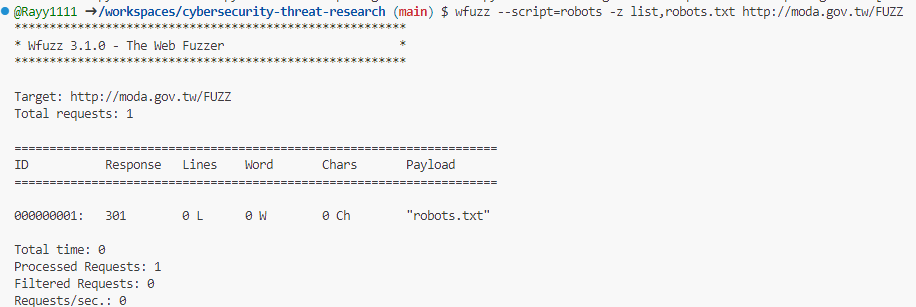 @Rayy1111 ➜/workspaces/cybersecurity-threat-research (main) $ wfuzz --script=robots -z list,robots.txt http://moda.gov.tw/FUZZ
********************************************************
* Wfuzz 3.1.0 - The Web Fuzzer                         *
********************************************************
Target: http://moda.gov.tw/FUZZ
Total requests: 1
=====================================================================
ID           Response   Lines    Word       Chars       Payload
=====================================================================
000000001:   301        0 L      0 W        0 Ch        "robots.txt"
Total time: 0
Processed Requests: 1
Filtered Requests: 0
Requests/sec.: 0